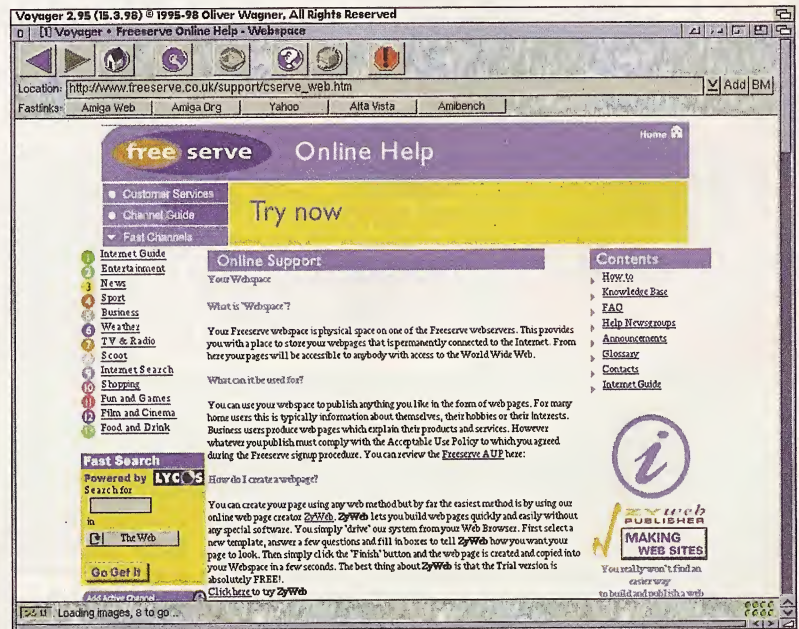 Voyager 2.95 (15.3.98) © 1995-98 Oliver Wagner, All Rights Reserved
[1] Voyager • Freeserve Online Help - Webspace
Location: http://www.freeserve.co.uk/support/cserve_web.htm Add BM
Fastlinks: Amiga Web Amiga Org Yahoo Alta Vista Amibench
free serve Online Help Home
Customer Services
Channel Guide
Fast Channels
Try now
1 Internet Guide
2 Entertainment
3 News
4 Sport
Business
6 Weather
7 TV & Radio
Scoot
9 Internet Search
10 Shopping
11 Fun and Games
12 Film and Cinema
13 Food and Drink
Fast Search
Powered by LYCOS
Search for
in
The Web
Go Get It
Add Active Channel
Online Support
Your Webspace
What is 'Webspace'?
Your Freeserve webspace is physical space on one of the Freeserve webservers. This provides
you with a place to store your webpages that is permanently connected to the Internet. From
here your pages will be accessible to anybody with access to the World Wide Web.
What can it be used for?
You can use your webspace to publish anything you like in the form of web pages. For many
home users this is typically information about themselves, their hobbies or their interests.
Business users produce web pages which explain their products and services. However
whatever you publish must comply with the Acceptable Use Policy to which you agreed
during the Freeserve signup procedure. You can review the Freeserve AUP here:
How do I create a webpage?
You can create your page using any web method but by far the easiest method is by using our
online web page creator ZyWeb. ZyWeb lets you build web pages quickly and easily without
any special software. You simply 'drive' our system from your Web Browser. First select a
new template, answer a few questions and fill in boxes to tell ZyWeb how you want your
page to look. Then simply click the 'Finish' button and the web page is created and copied into
your Webspace in a few seconds. The best thing about ZyWeb is that the Trial version is
absolutely FREE!.
Click here to try ZyWeb
Contents
How to
Knowledge Base
FAQ
Help Newsgroups
Announcements
Glossary
Contacts
Internet Guide
i
ZYweb
PUBLISHER
MAKING
WEB SITES
You really won't find an
easier way
to build and publish a web
Loading images, 8 to go ..